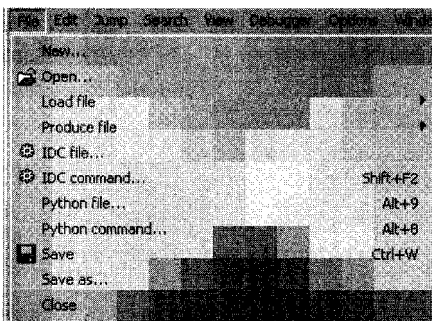 File Edit Jump Search View Debugger Options Windo
New...
Open...
Load file
Produce file
IDC file...
IDC command... Shift+F2
Python file... Alt+9
Python command... Alt+8
Save Ctrl+W
Save as...
Close